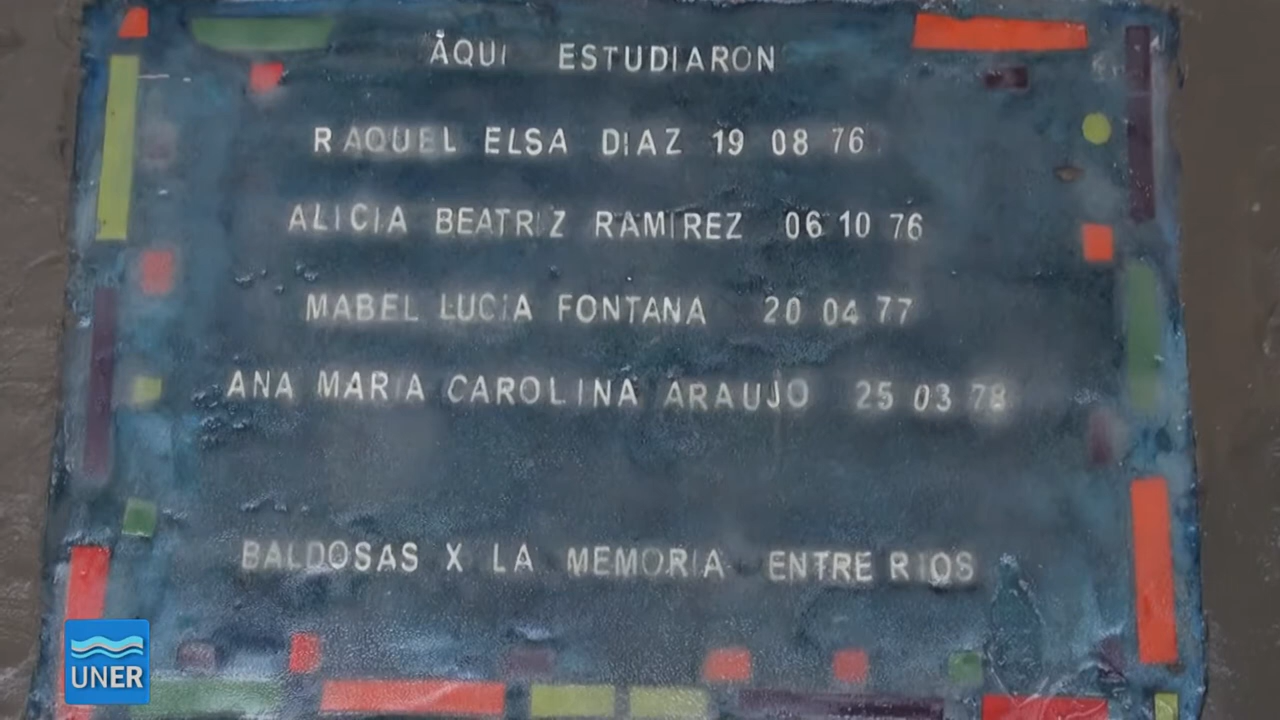 AQUI ESTUDIARON
RAQUEL ELSA DIAZ 19 08 76
ALICIA BEATRIZ RAMIREZ 06 10 76
MABEL LUCIA FONTANA 20 04 77
ANA MARIA CAROLINA ARAUJO 25 03 78
BALDOSAS X LA MEMORIA ENTRE RIOS
UNER